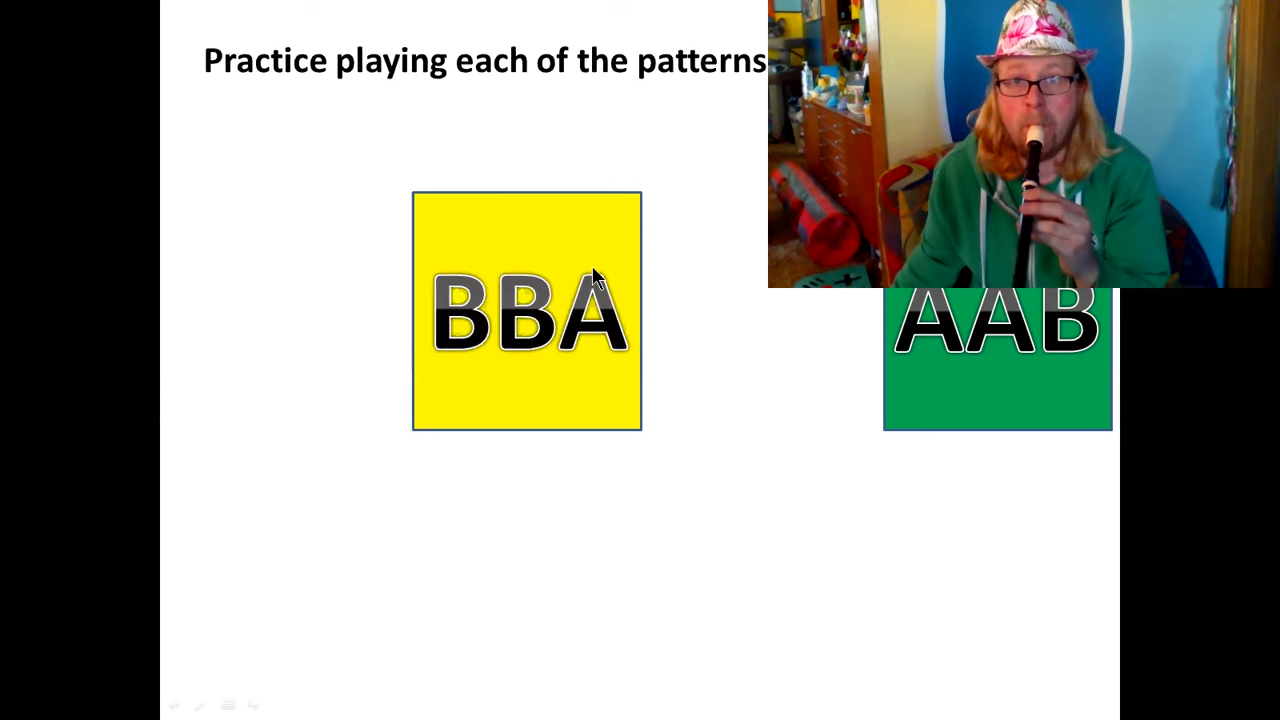 Practice playing each of the patterns
BBA
AAB